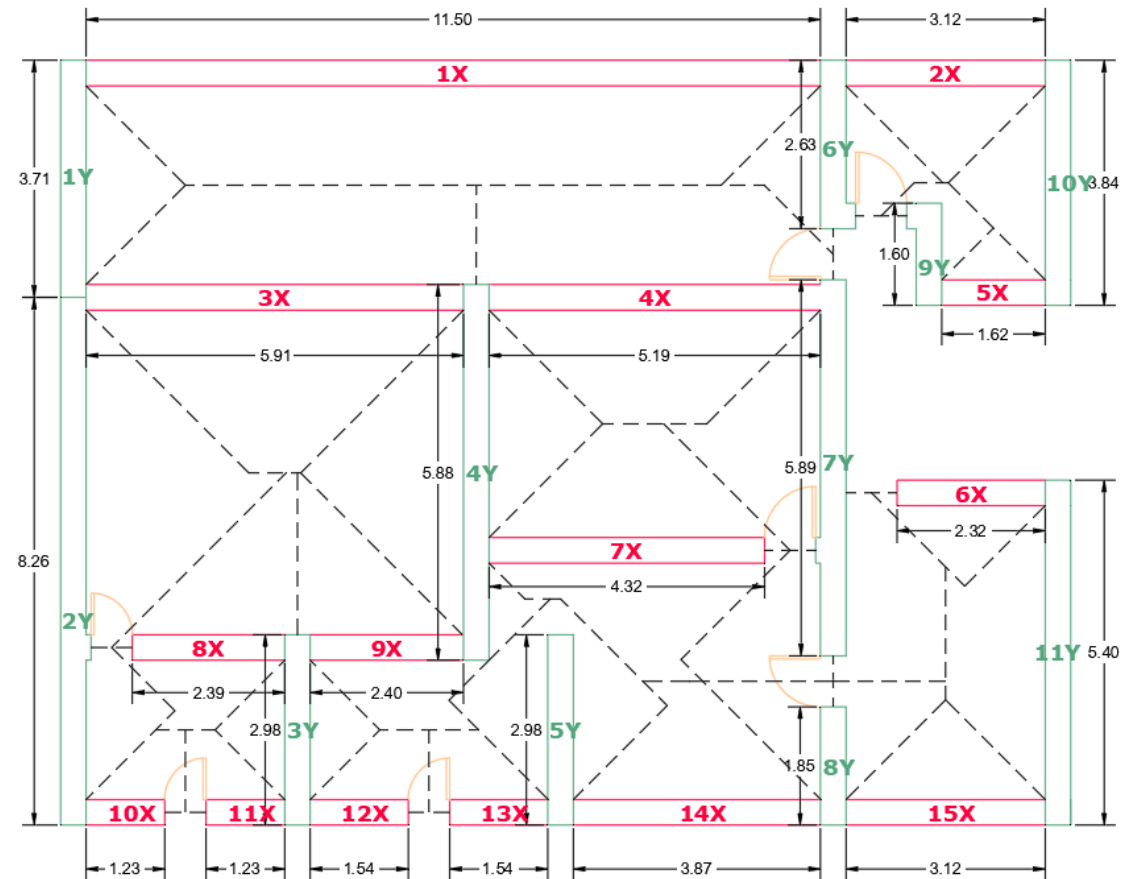 11.50
3.12
1X
2X
2.63
6Y
3.71
1Y
10Y
3.84
1.60
9Y
3X
4X
5X
1.62
5.91
5.19
5.88
4Y
5.89
7Y
6X
2.32
7X
4.32
8.26
2Y
8X
9X
11Y
5.40
2.39
2.40
2.98
3Y
2.98
5Y
1.85
8Y
10X
11X
12X
13X
14X
15X
1.23
1.23
1.54
1.54
3.87
3.12